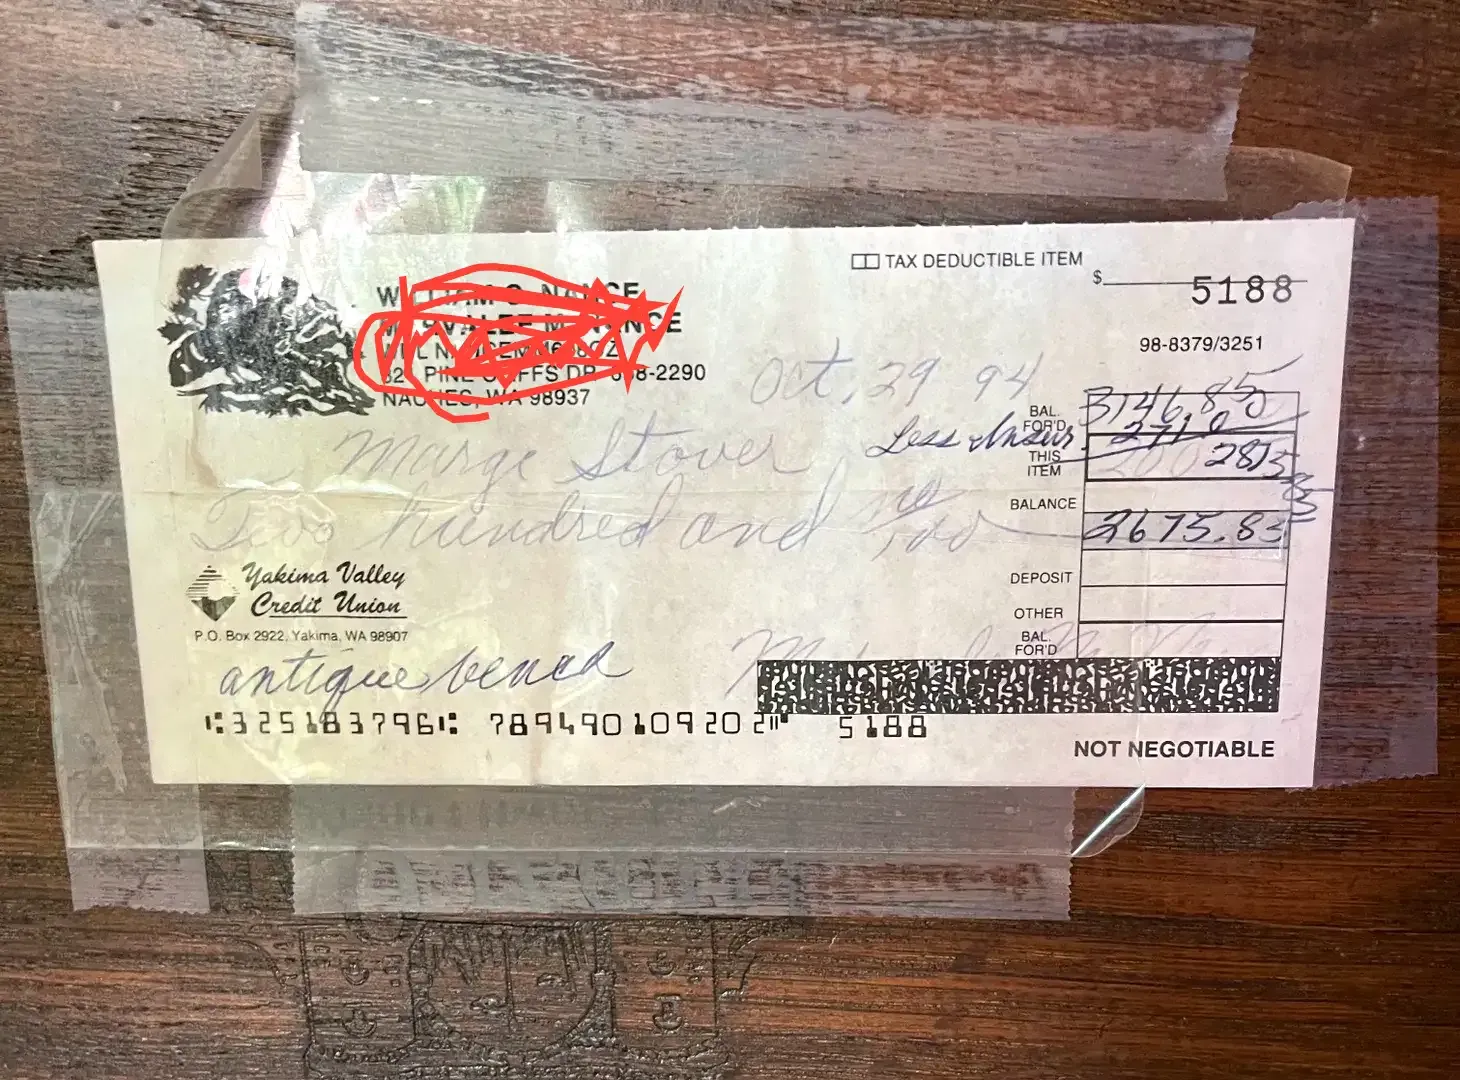 TAX DEDUCTIBLE ITEM
$ 5188
98-8379/3251
NACHES, WA 98937
Oct. 29 94
BAL. FOR'D 3146.85
Less Insur. 271.0
Marge Stover
THIS ITEM 200
Two hundred and no/100
BALANCE 2675.85
Yakima Valley
Credit Union
P.O. Box 2922, Yakima, WA 98907
DEPOSIT
OTHER
BAL. FOR'D
antique bench
5188
NOT NEGOTIABLE